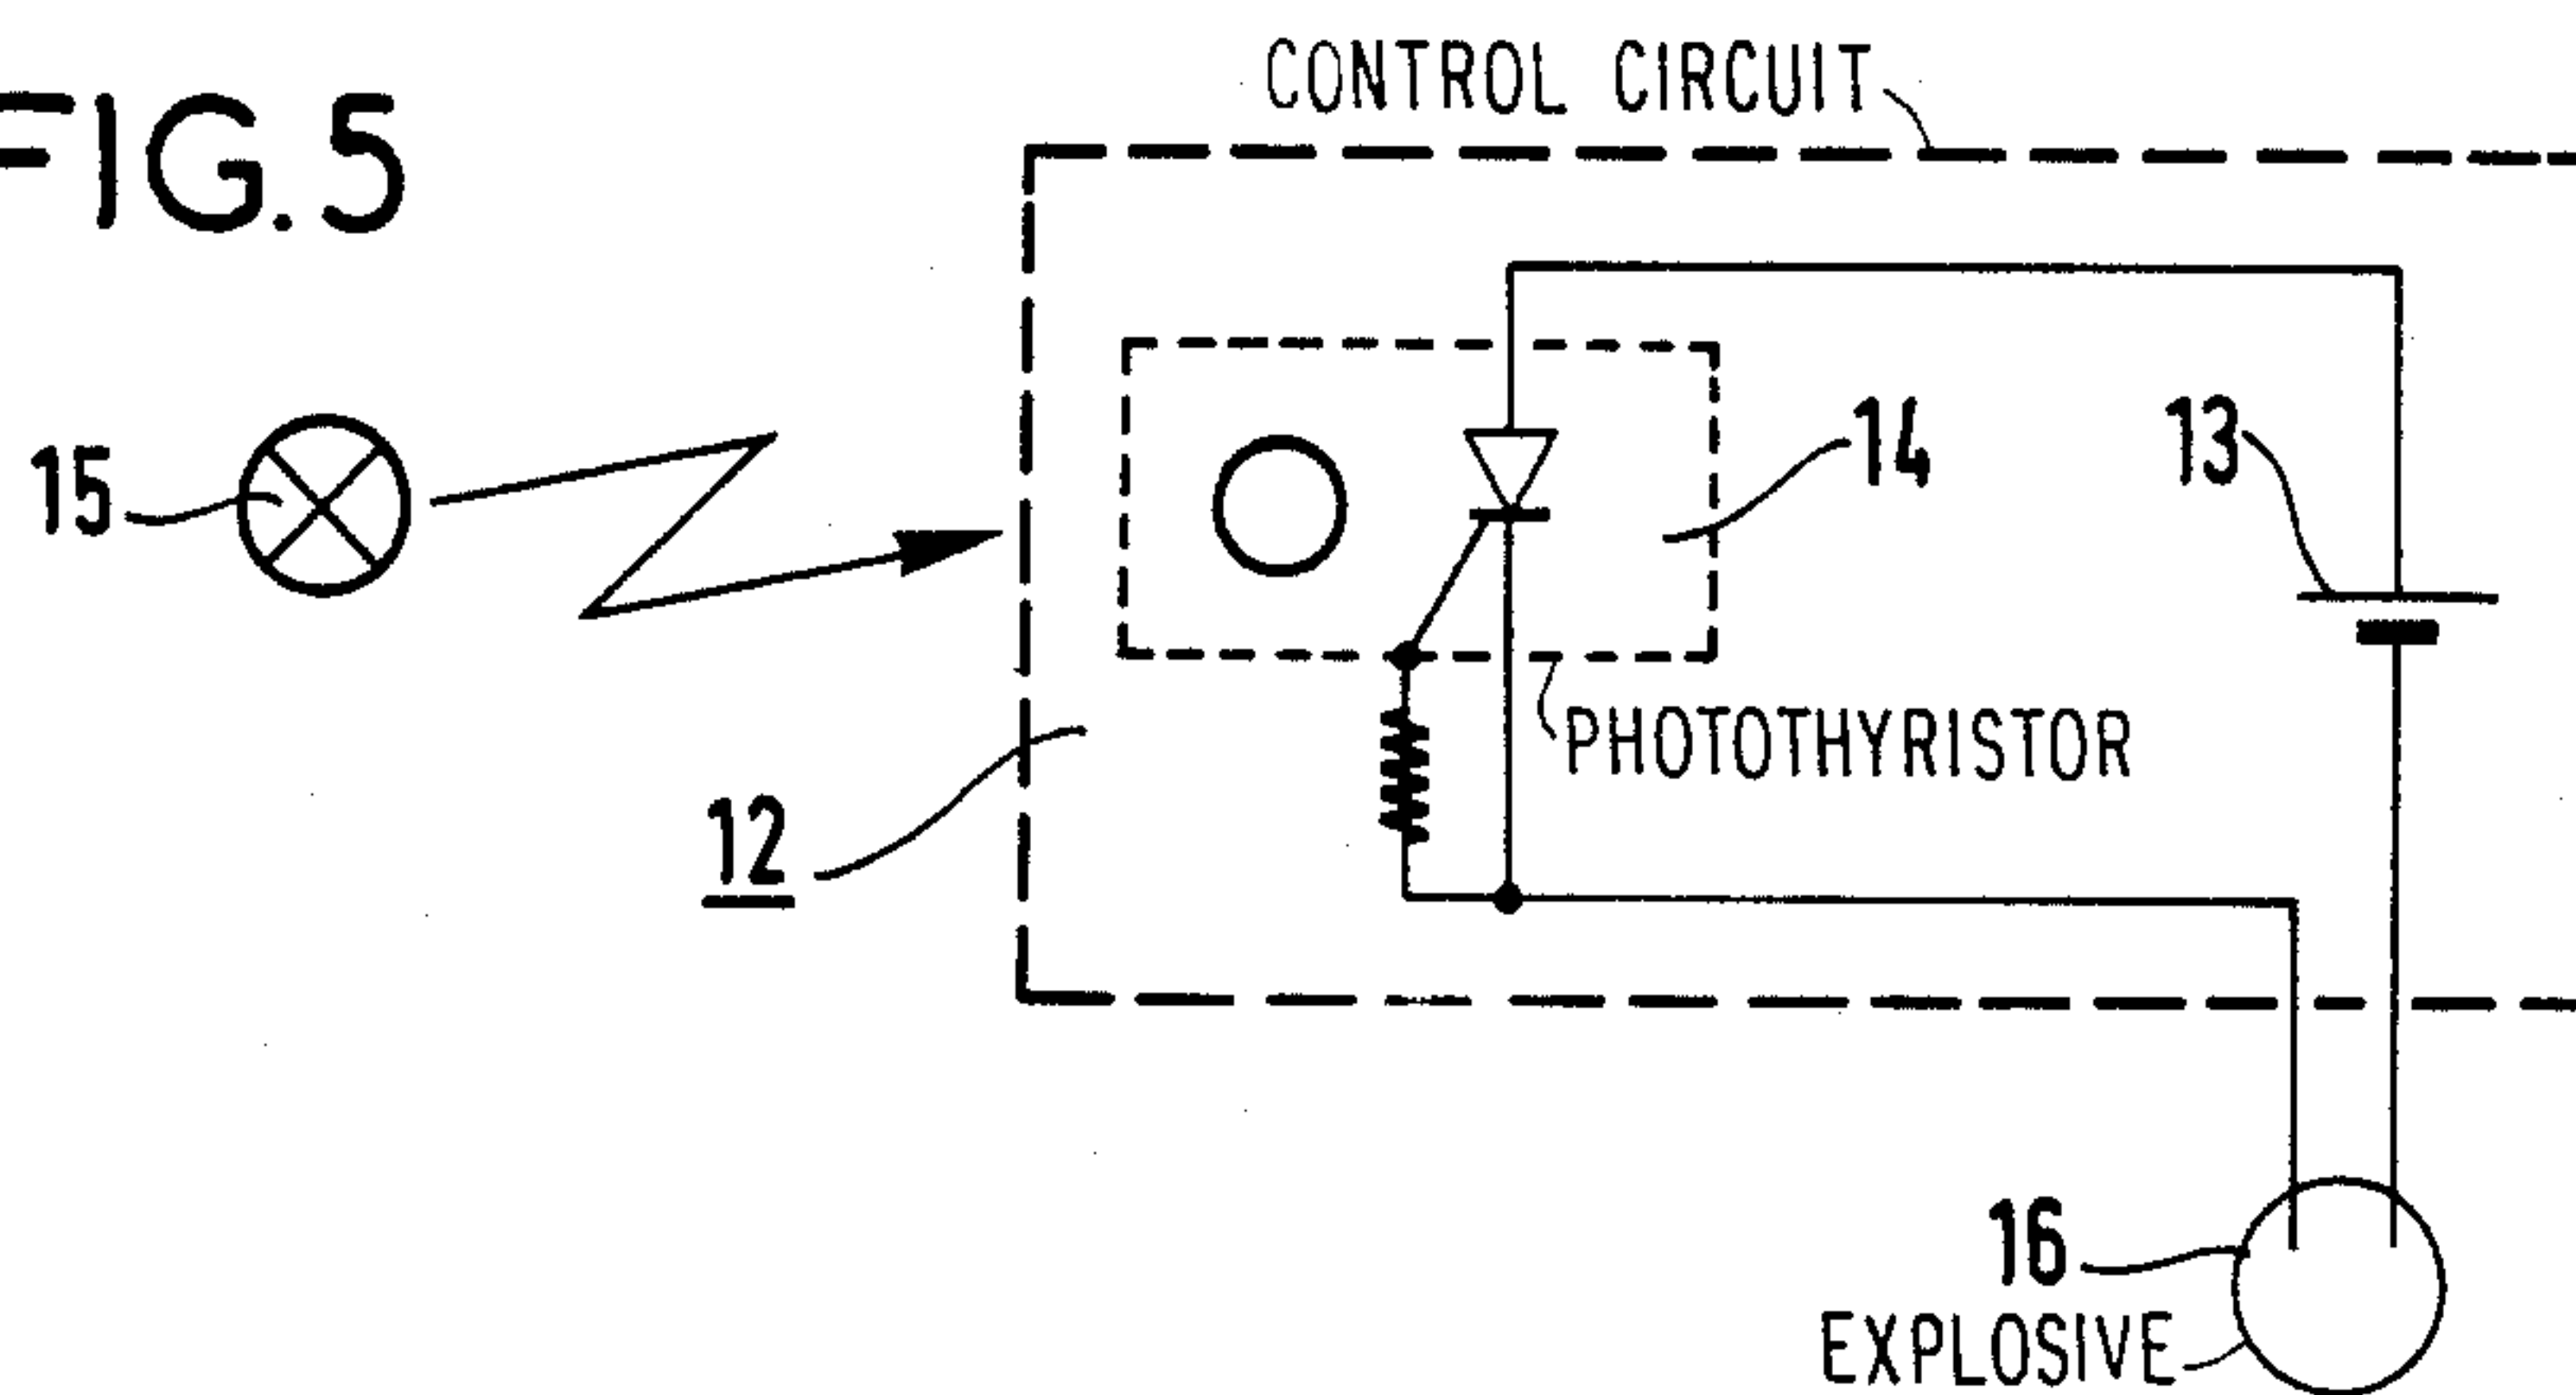 FIG.5
CONTROL CIRCUIT
15
14
13
PHOTOTHYRISTOR
12
16
EXPLOSIVE